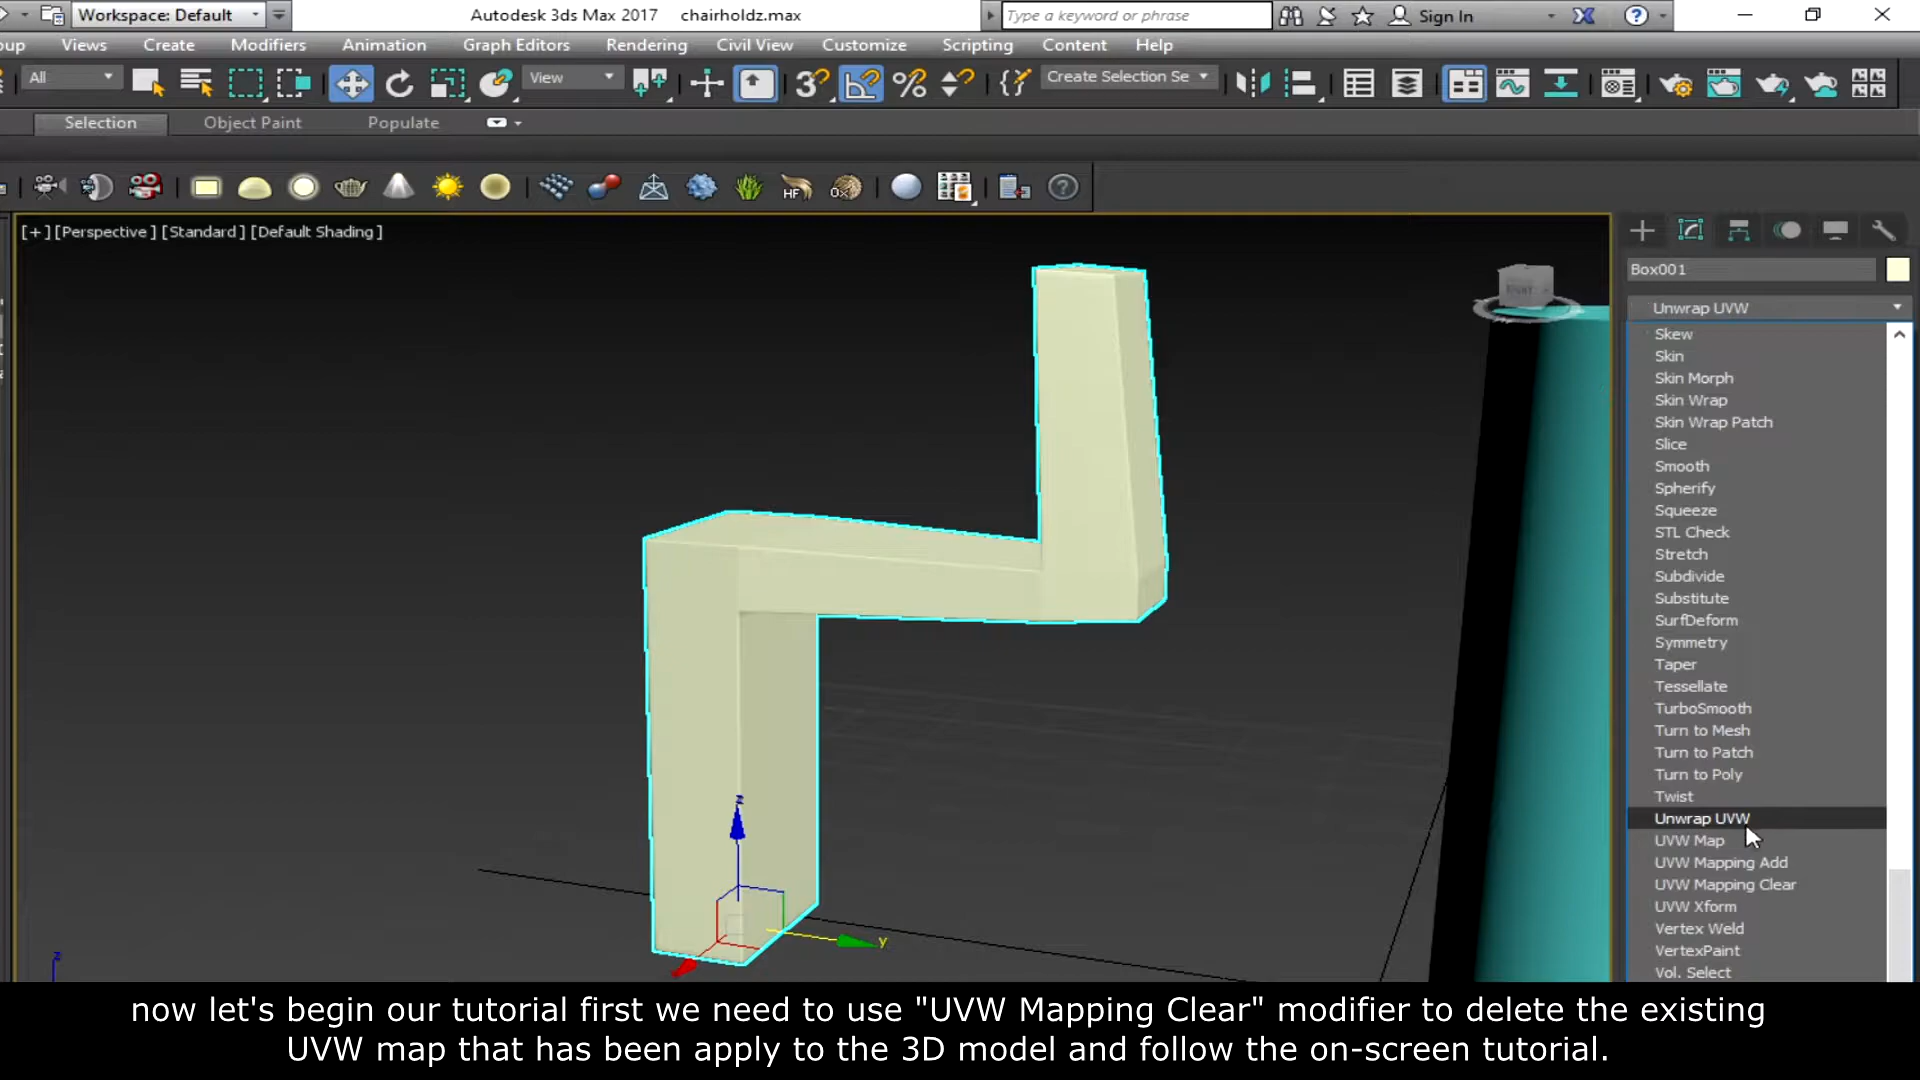 Workspace: Default
Autodesk 3ds Max 2017 chairholdz.max
Type a keyword or phrase
Sign In
oup Views Create Modifiers Animation Graph Editors Rendering Civil View Customize Scripting Content Help
All
View
Create Selection Se
Selection Object Paint Populate
HF
[+] [Perspective] [Standard] [Default Shading]
Box001
Unwrap UVW
Skew
Skin
Skin Morph
Skin Wrap
Skin Wrap Patch
Slice
Smooth
Spherify
Squeeze
STL Check
Stretch
Subdivide
Substitute
SurfDeform
Symmetry
Taper
Tessellate
TurboSmooth
Turn to Mesh
Turn to Patch
Turn to Poly
Twist
Unwrap UVW
UVW Map
UVW Mapping Add
UVW Mapping Clear
UVW Xform
Vertex Weld
VertexPaint
Vol. Select
z
y
z
now let's begin our tutorial first we need to use "UVW Mapping Clear" modifier to delete the existing
UVW map that has been apply to the 3D model and follow the on-screen tutorial.